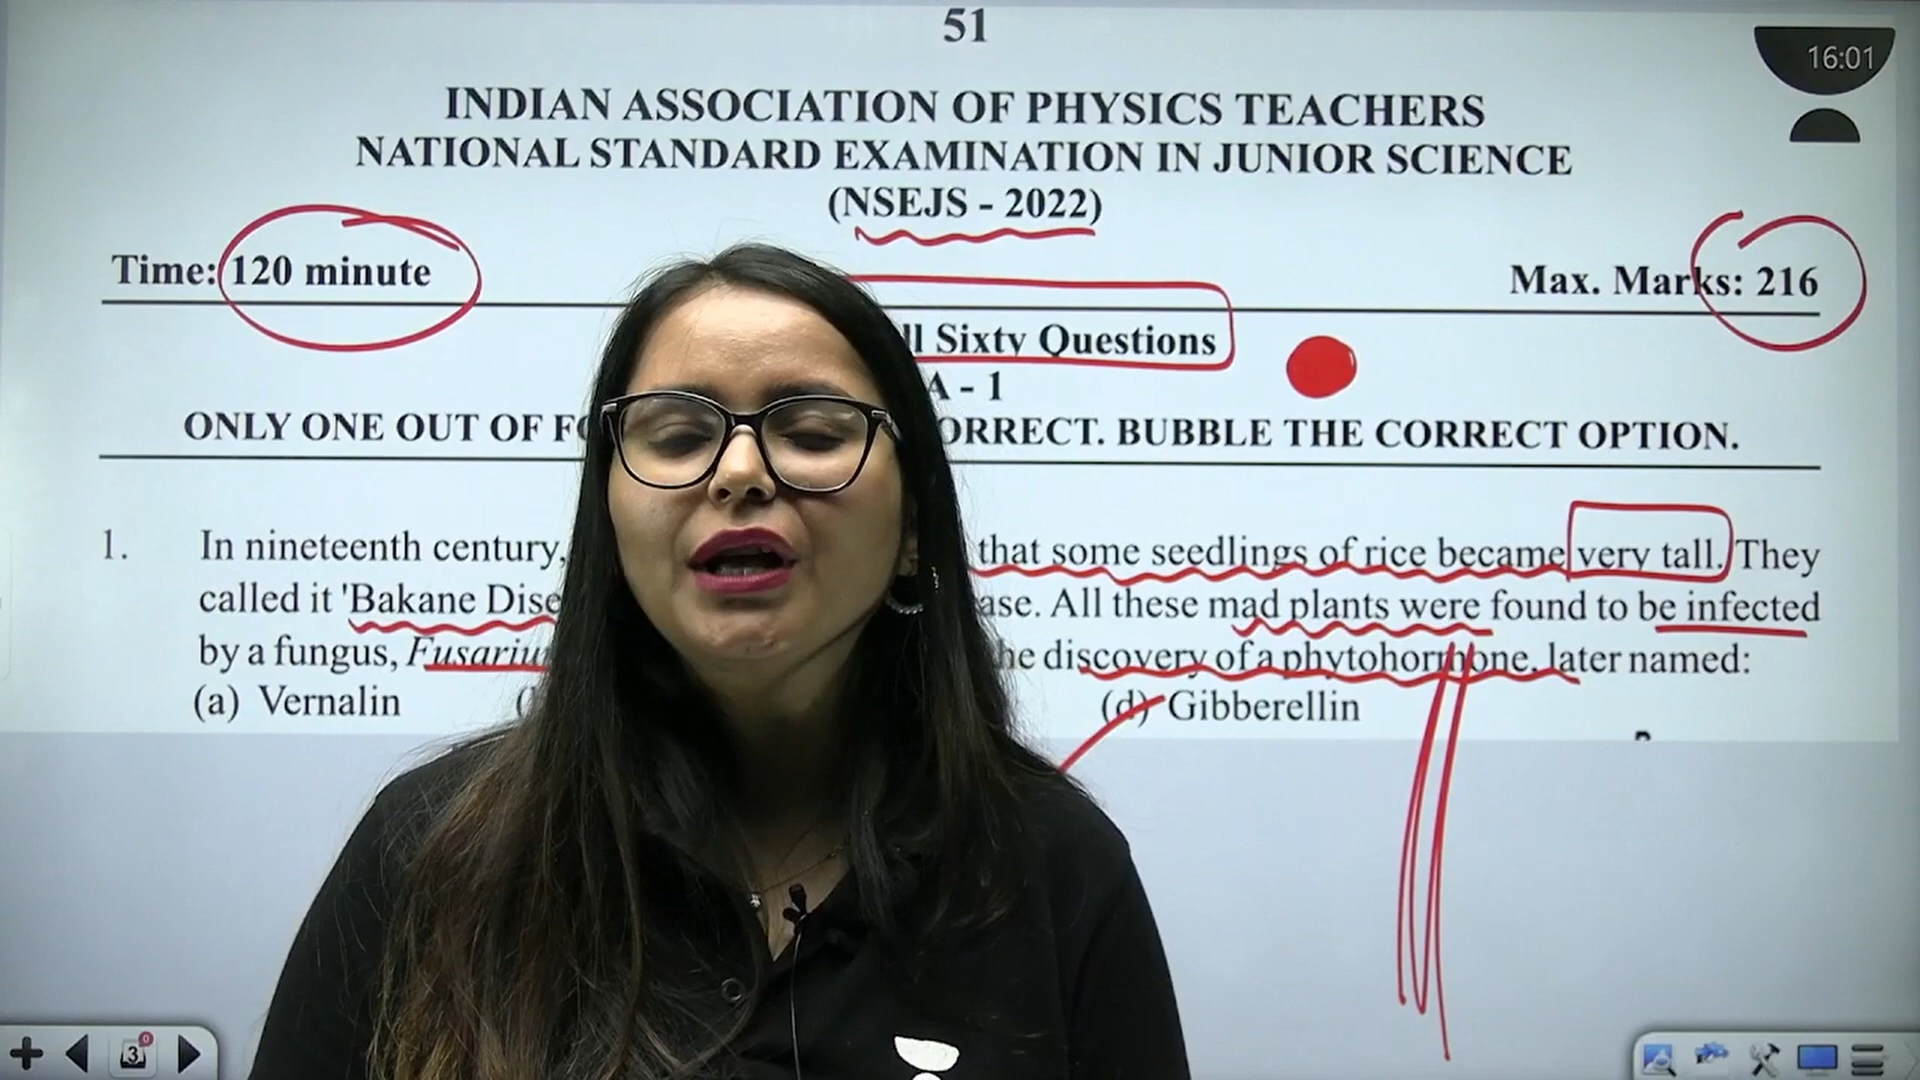 51
16:01
INDIAN ASSOCIATION OF PHYSICS TEACHERS
NATIONAL STANDARD EXAMINATION IN JUNIOR SCIENCE
(NSEJS - 2022)
Time: 120 minute Max. Marks: 216
ll Sixty Questions
A - 1
ONLY ONE OUT OF ORRECT. BUBBLE THE CORRECT OPTION.
1. In nineteenth century, that some seedlings of rice became very tall. They
called it 'Bakane Dise ase. All these mad plants were found to be infected
by a fungus, Fusariu he discovery of a phytohormone, later named:
(a) Vernalin ( (d) Gibberellin
3 0